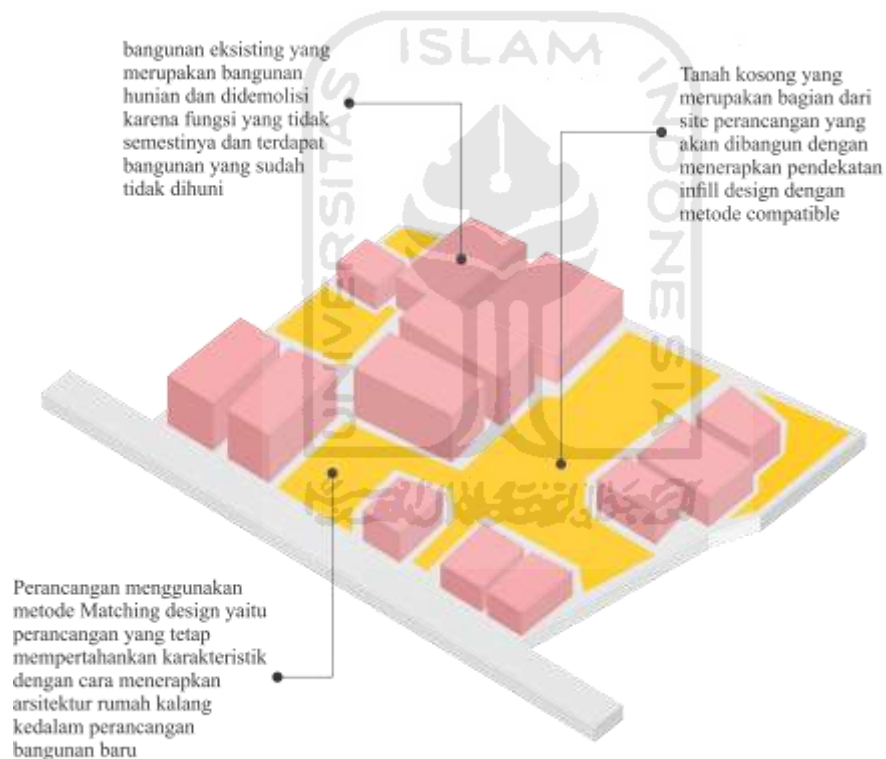 bangunan eksisting yang
merupakan bangunan
hunian dan didemolisi
karena fungsi yang tidak
semestinya dan terdapat
bangunan yang sudah
tidak dihuni
Tanah kosong yang
merupakan bagian dari
site perancangan yang
akan dibangun dengan
menerapkan pendekatan
infill design dengan
metode compatible
Perancangan menggunakan
metode Matching design yaitu
perancangan yang tetap
mempertahankan karakteristik
dengan cara menerapkan
arsitektur rumah kalang
kedalam perancangan
bangunan baru
UNIVERSITAS
ISLAM
INDONESIA